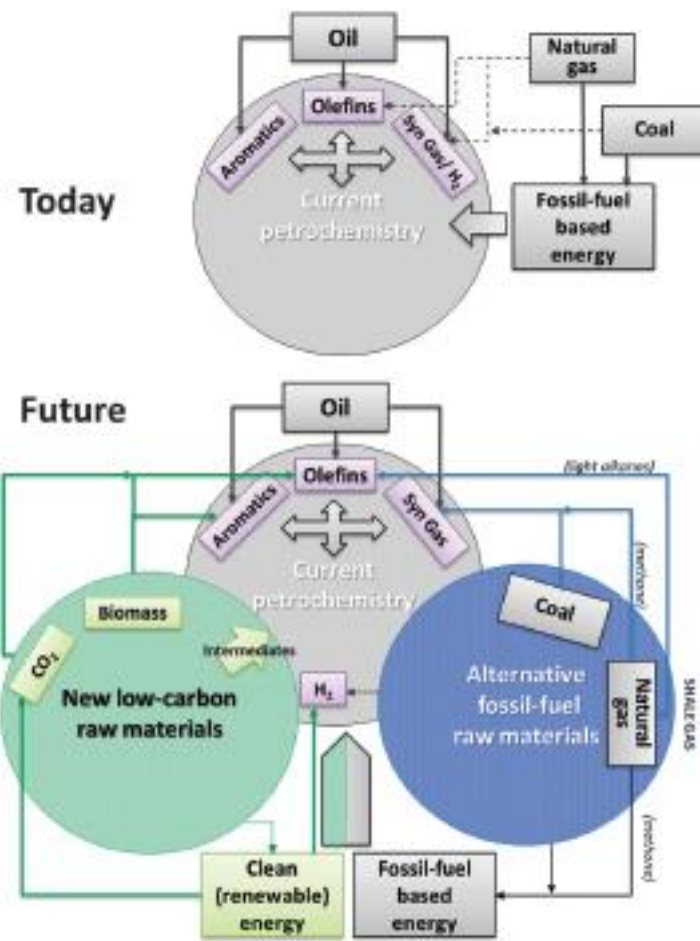 Oil
Natural
gas
Olefins
Aromatics
Syn Gas/ H₂
Coal
Today
Current
petrochemistry
Fossil-fuel
based
energy
Future
Oil
(light alkanes)
Olefins
Aromatics
Syn Gas
Current
petrochemistry
(methane)
Coal
Biomass
CO₂
Intermediates
New low-carbon
raw materials
H₂
Alternative
fossil-fuel
raw materials
Natural
gas
SHALE GAS
(methane)
Clean
(renewable)
energy
Fossil-fuel
based
energy